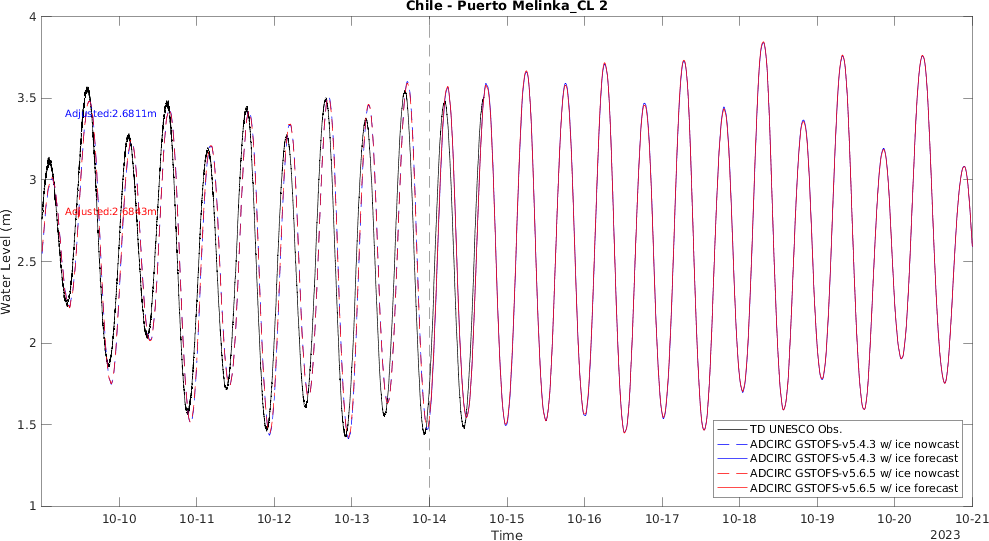 Chile - Puerto Melinka_CL 2
4
3.5
3
2.5
2
1.5
1
Water Level (m)
Adjusted:2.6811m
Adjusted:2.6843m
TD UNESCO Obs.
ADCIRC GSTOFS-v5.4.3 w/ ice nowcast
ADCIRC GSTOFS-v5.4.3 w/ ice forecast
ADCIRC GSTOFS-v5.6.5 w/ ice nowcast
ADCIRC GSTOFS-v5.6.5 w/ ice forecast
10-10 10-11 10-12 10-13 10-14 10-15 10-16 10-17 10-18 10-19 10-20 10-21
Time
2023